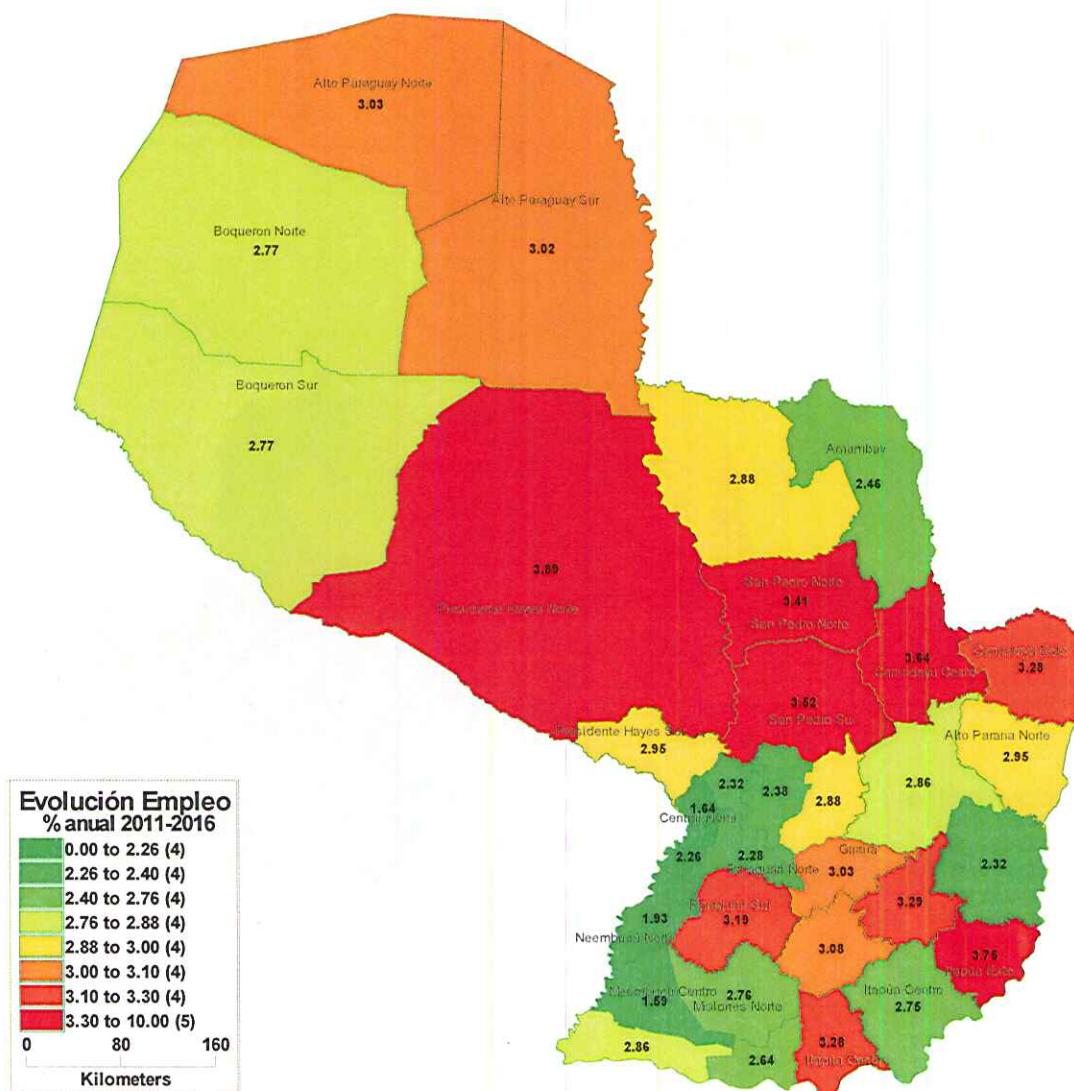 Alto Paraguay Norte
3.03
Alto Paraguay Sur
3.02
Boqueron Norte
2.77
Boqueron Sur
2.77
2.88
Amambay
2.46
3.89
Presidente Hayes Norte
San Pedro Norte
3.41
San Pedro Norte
3.64
Canindeyu Oeste
Canindeyu Este
3.28
3.52
San Pedro Sur
Presidente Hayes Sur
2.95
Alto Parana Norte
2.95
2.86
2.88
2.32
2.38
1.64
Central Norte
2.26
2.28
Paraguari Norte
Guaira
3.03
2.32
3.29
Paraguari Sur
3.19
1.93
Neembucu Norte
3.08
3.76
Itapua Este
Neembucu Centro
1.59
2.76
Misiones Norte
Itapúa Centro
2.75
2.86
2.64
3.28
Evolución Empleo
% anual 2011-2016
0.00 to 2.26 (4)
2.26 to 2.40 (4)
2.40 to 2.76 (4)
2.76 to 2.88 (4)
2.88 to 3.00 (4)
3.00 to 3.10 (4)
3.10 to 3.30 (4)
3.30 to 10.00 (5)
0 80 160
Kilometers